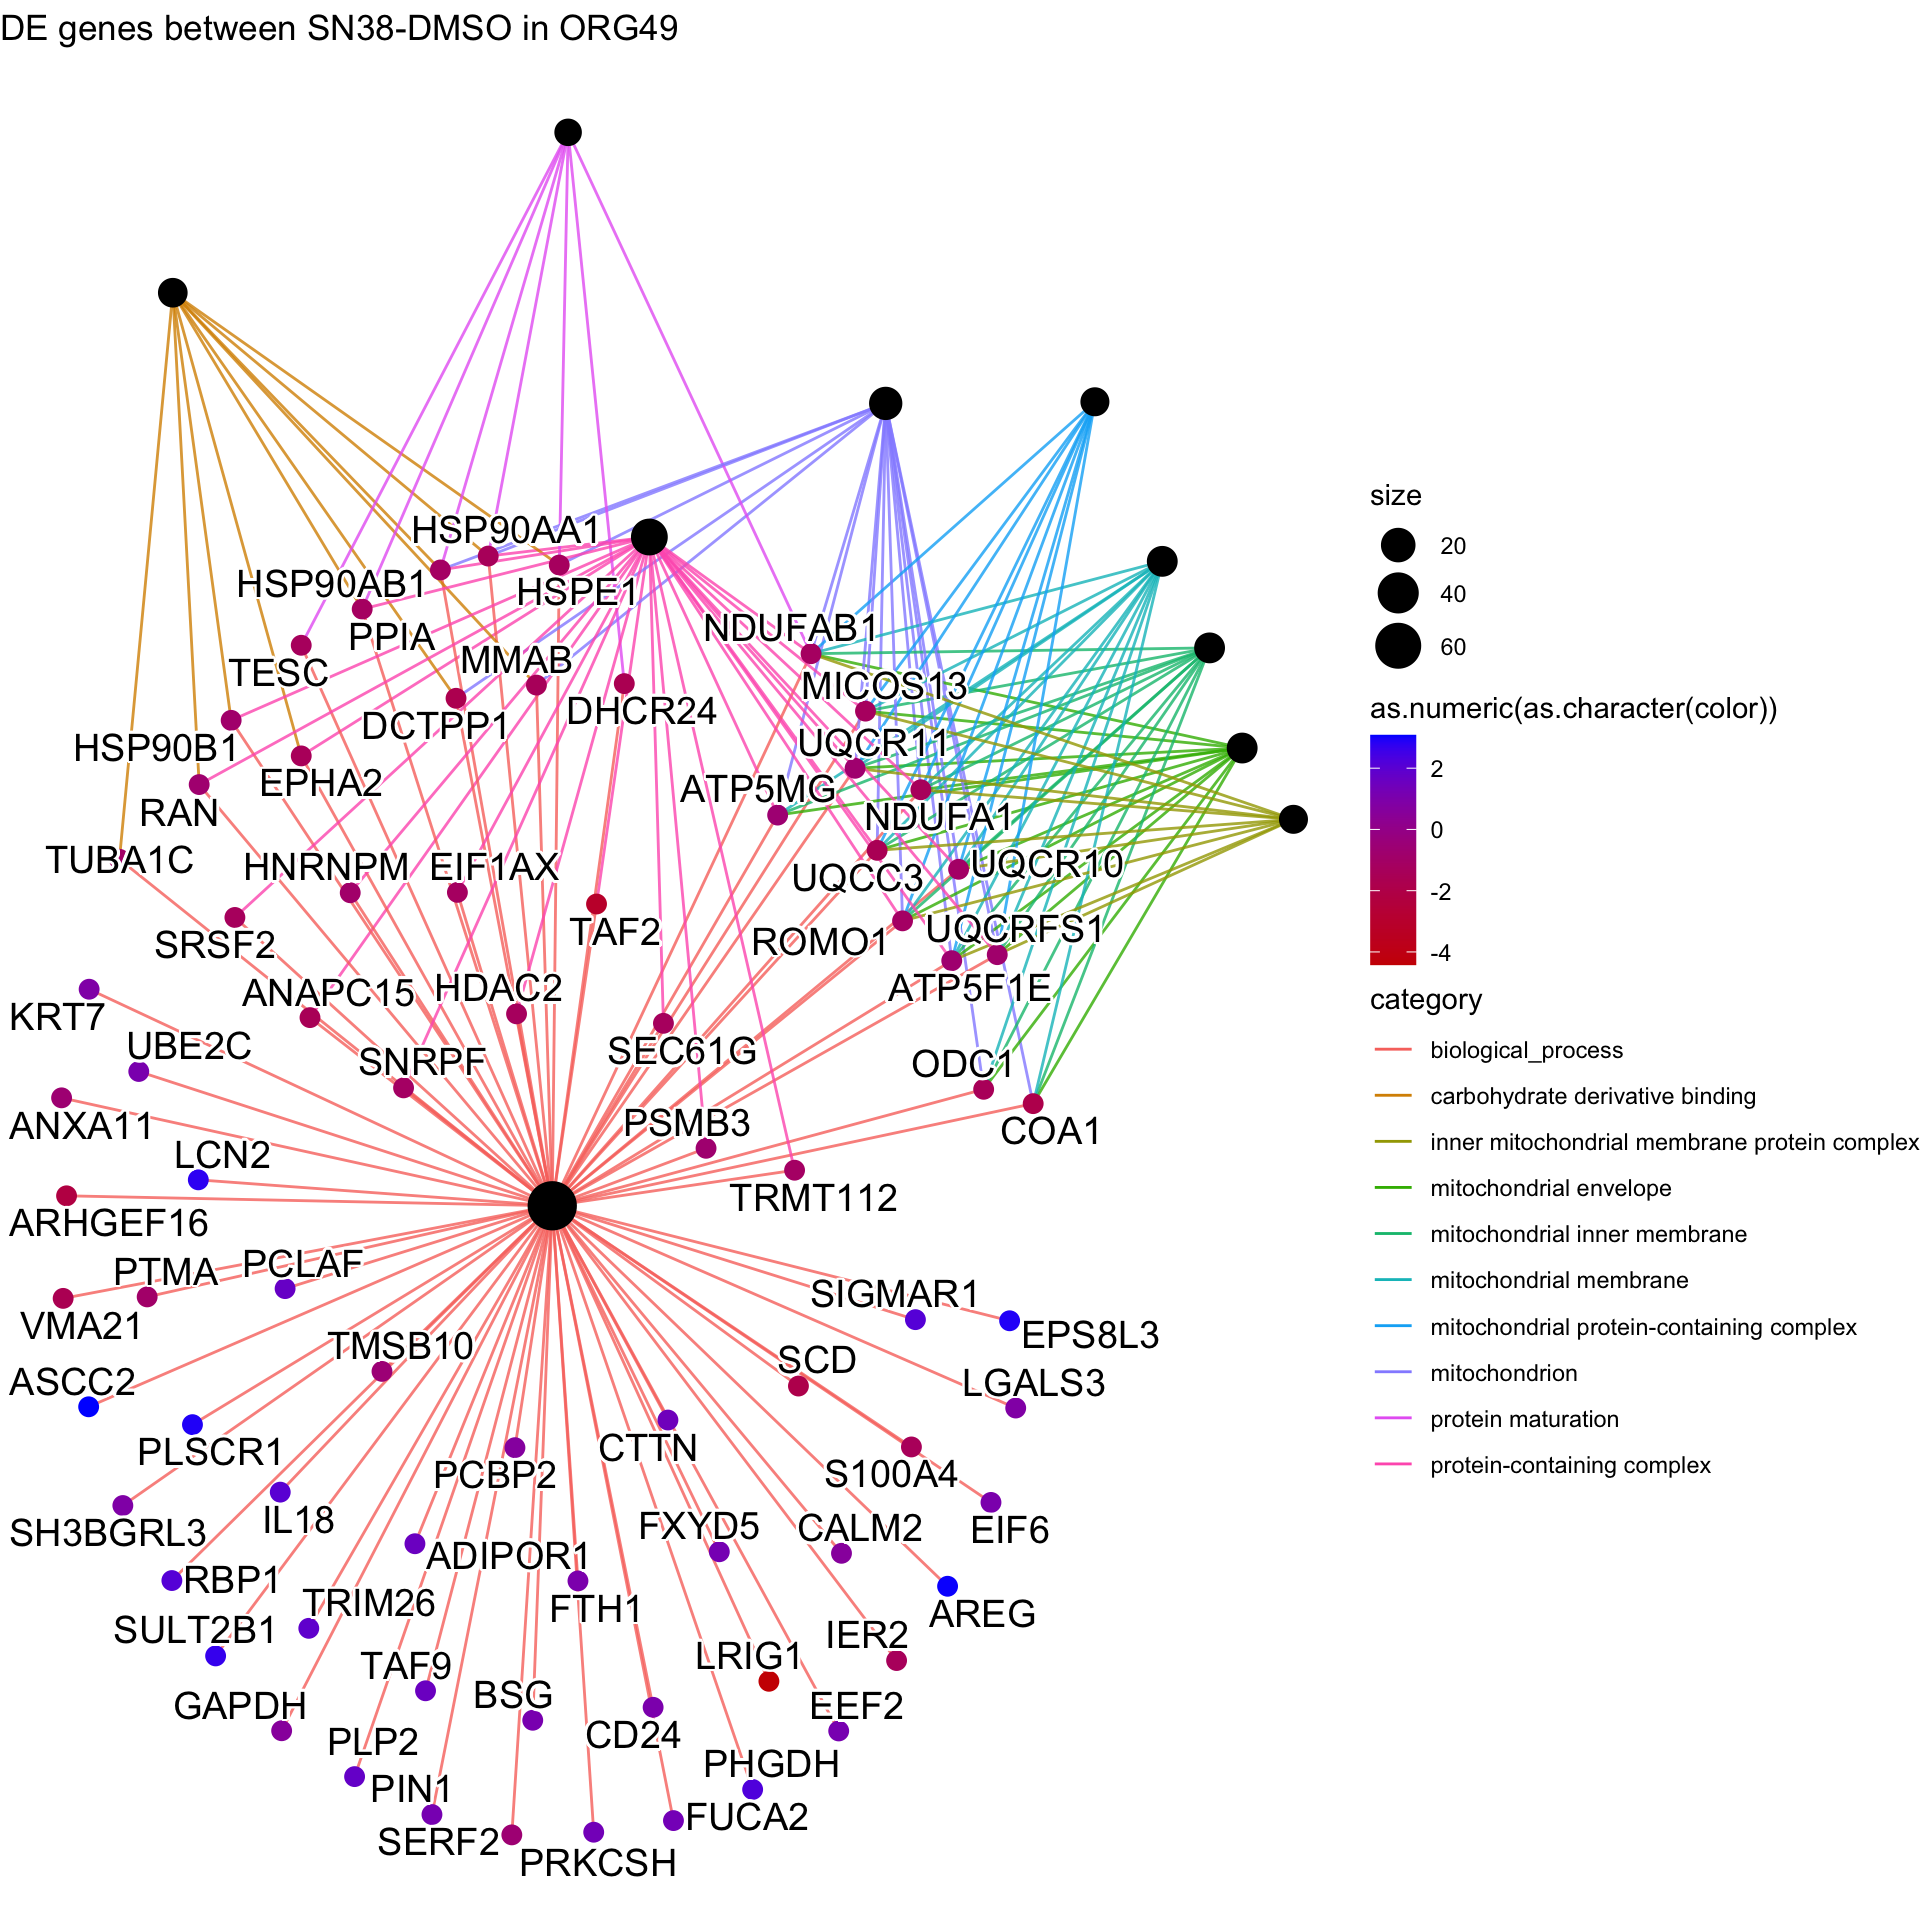 DE genes between SN38-DMSO in ORG49
HSP90AA1
HSP90AB1
HSPE1
PPIA
NDUFAB1
TESC
MMAB
MICOS13
DCTPP1
DHCR24
HSP90B1
UQCR11
EPHA2
ATP5MG
RAN
NDUFA1
TUBA1C
HNRNPM
EIF1AX
UQCC3
UQCR10
SRSF2
TAF2
ROMO1
UQCRFS1
KRT7
ANAPC15
HDAC2
ATP5F1E
UBE2C
SNRPF
SEC61G
ODC1
ANXA11
PSMB3
COA1
LCN2
ARHGEF16
TRMT112
PTMA
PCLAF
SIGMAR1
VMA21
EPS8L3
TMSB10
SCD
ASCC2
LGALS3
PLSCR1
PCBP2
CTTN
S100A4
SH3BGRL3
IL18
FXYD5
CALM2
EIF6
ADIPOR1
RBP1
TRIM26
FTH1
AREG
SULT2B1
IER2
TAF9
LRIG1
GAPDH
BSG
EEF2
PLP2
CD24
PHGDH
PIN1
FUCA2
SERF2
PRKCSH
size
20
40
60
as.numeric(as.character(color))
2
0
-2
-4
category
biological_process
carbohydrate derivative binding
inner mitochondrial membrane protein complex
mitochondrial envelope
mitochondrial inner membrane
mitochondrial membrane
mitochondrial protein-containing complex
mitochondrion
protein maturation
protein-containing complex